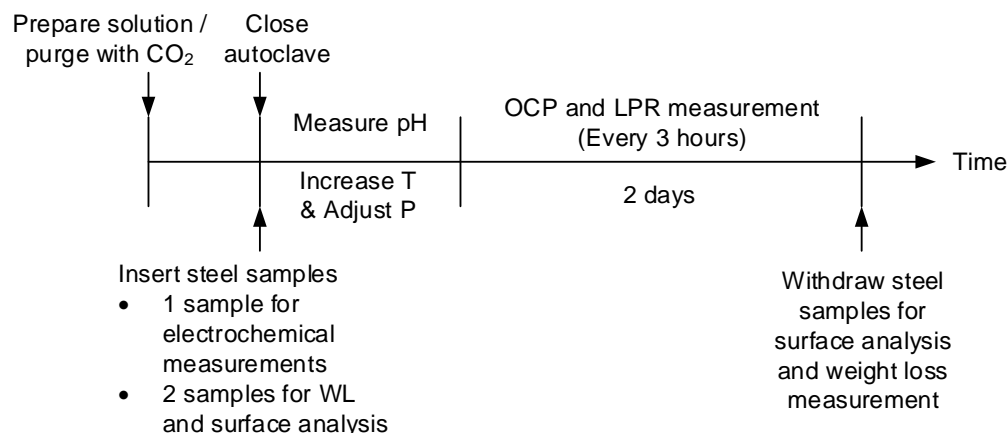 Prepare solution /
purge with CO₂
Close
autoclave
Measure pH
OCP and LPR measurement
(Every 3 hours)
Time
Increase T
& Adjust P
2 days
Insert steel samples
• 1 sample for
electrochemical
measurements
• 2 samples for WL
and surface analysis
Withdraw steel
samples for
surface analysis
and weight loss
measurement